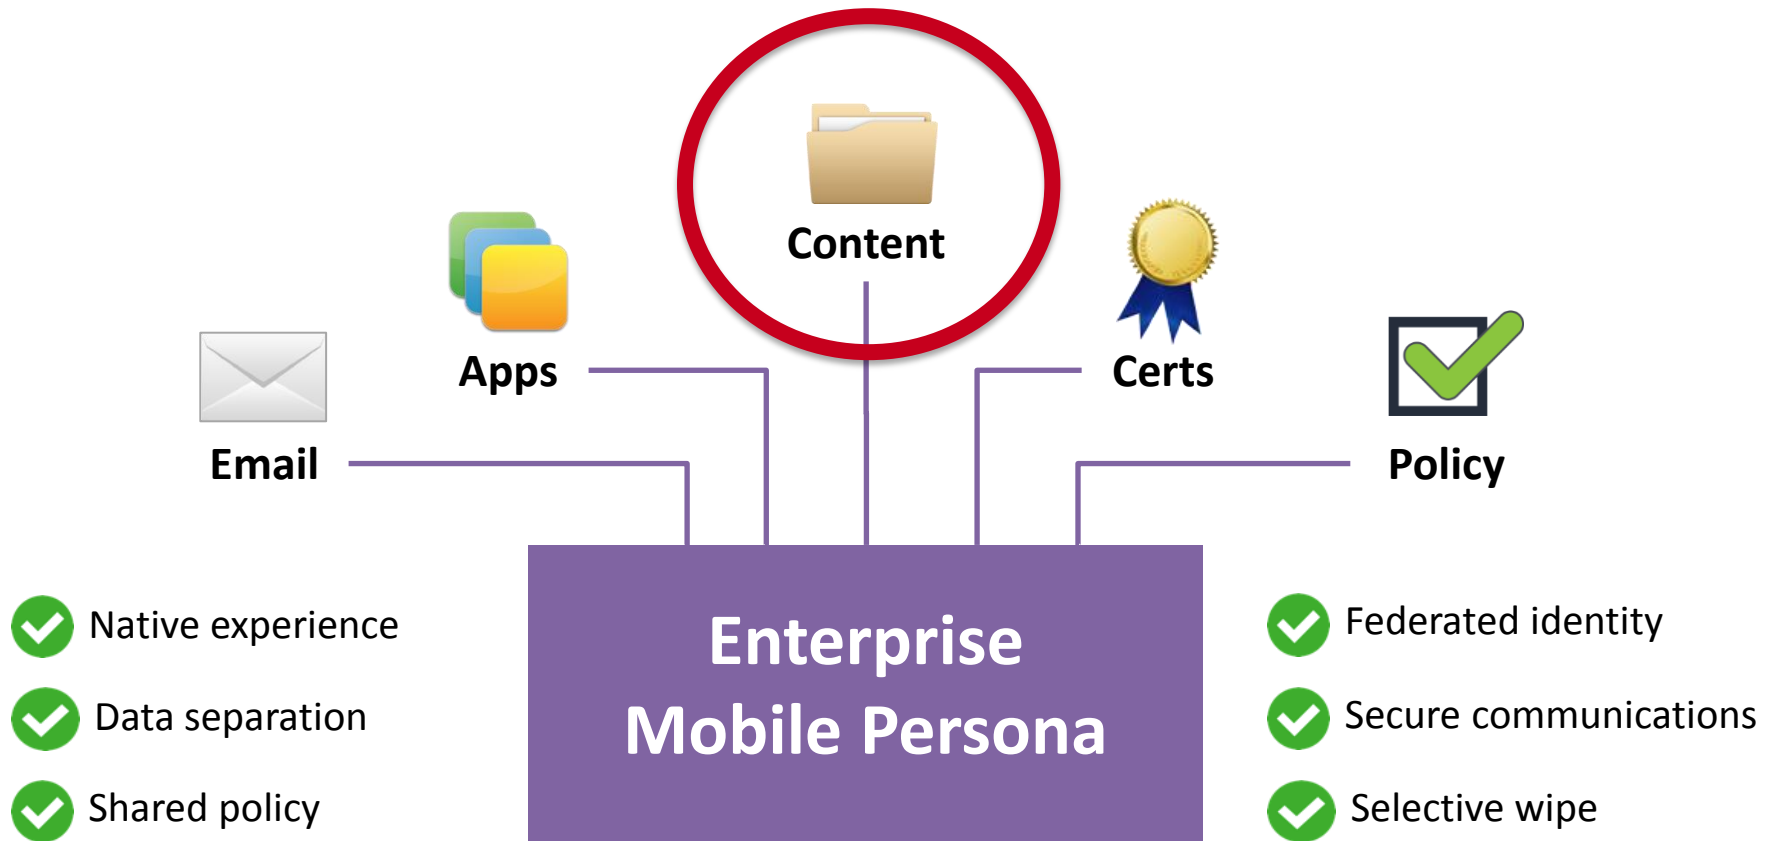 Content
Apps
Certs
Email
Policy
Enterprise
Mobile Persona
Native experience
Data separation
Shared policy
Federated identity
Secure communications
Selective wipe